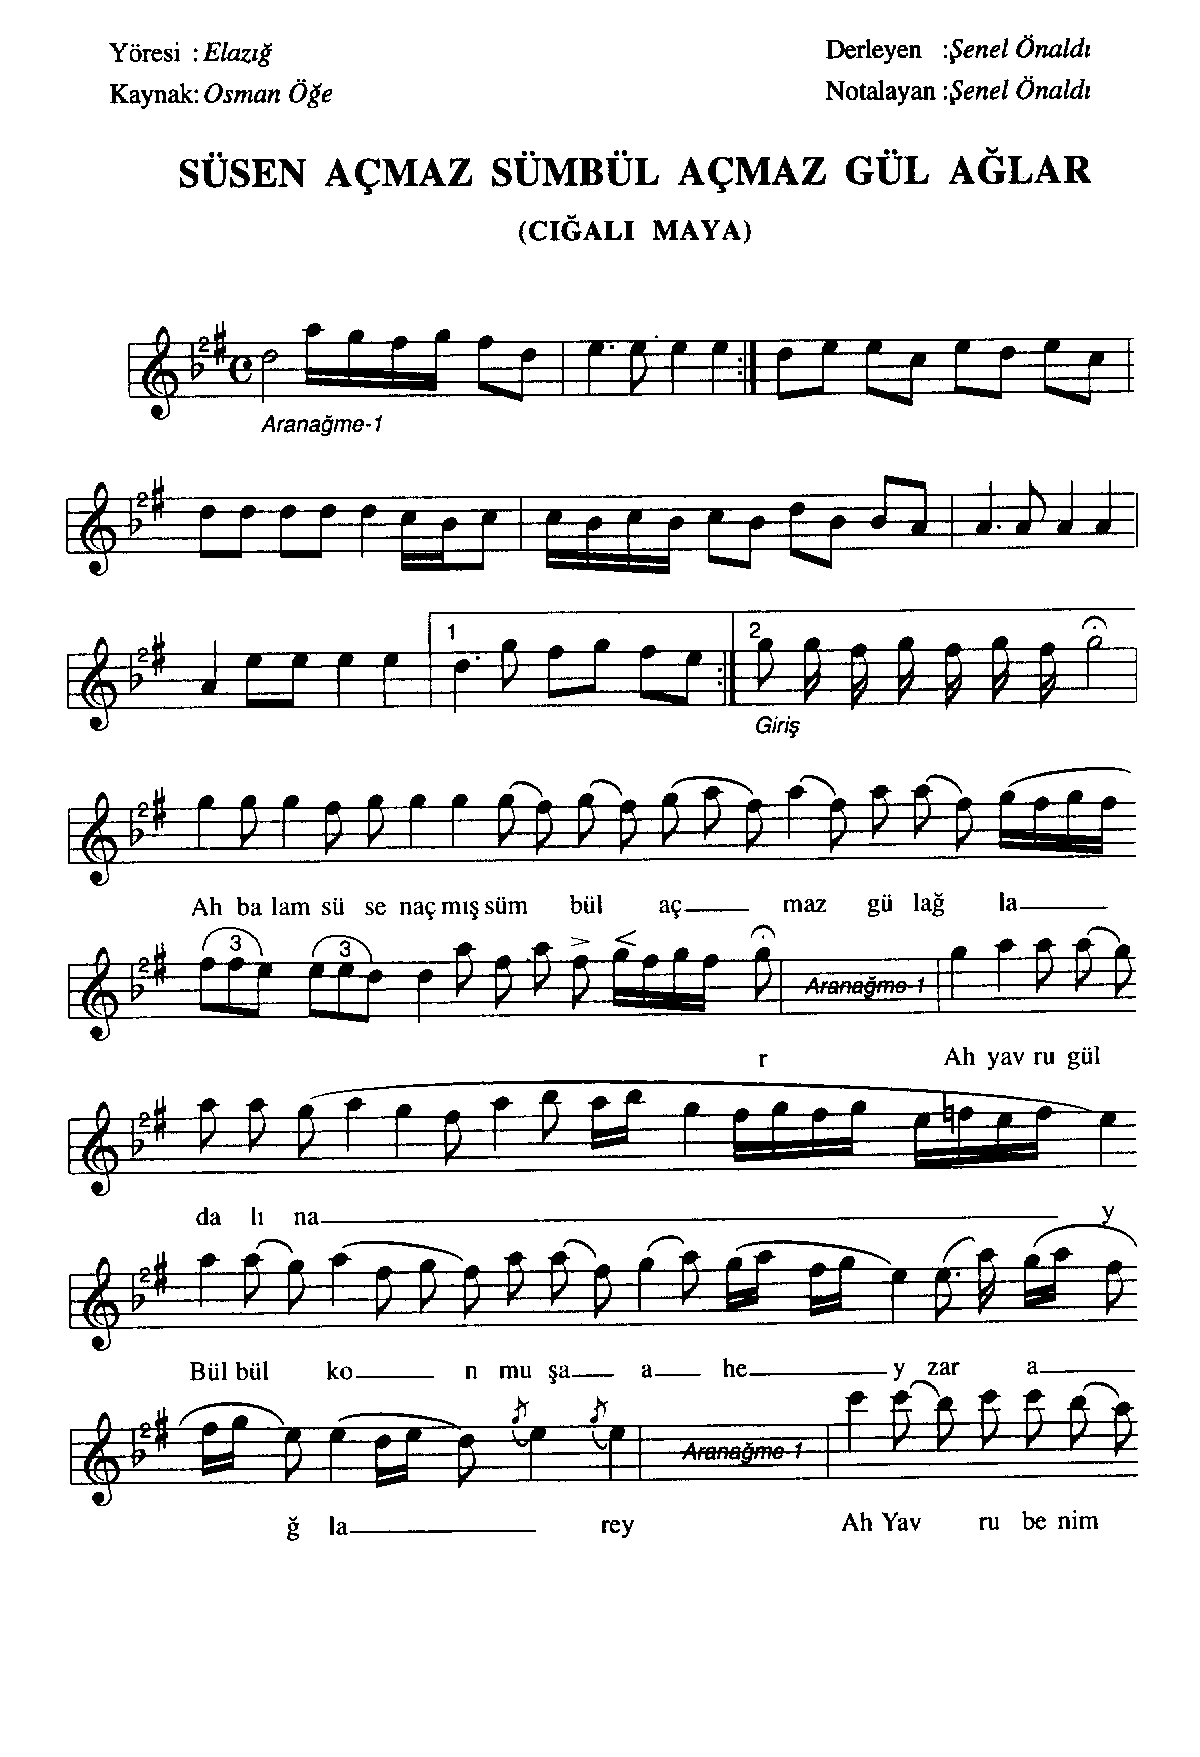 Yöresi : Elazığ
Derleyen : Şenel Önaldı
Kaynak: Osman Öğe
Notalayan : Şenel Önaldı
SÜSEN AÇMAZ SÜMBÜL AÇMAZ GÜL AĞLAR
(CIĞALI MAYA)
Aranağme-1
1 2
Giriş
Ah ba lam sü se naç mış süm bül aç maz gü lağ la
3 3
Aranağme-1
r Ah yav ru gül
da lı na y
Bül bül ko n mu şa a he y zar a
Aranağme-1
ğ la rey Ah Yav ru be nim